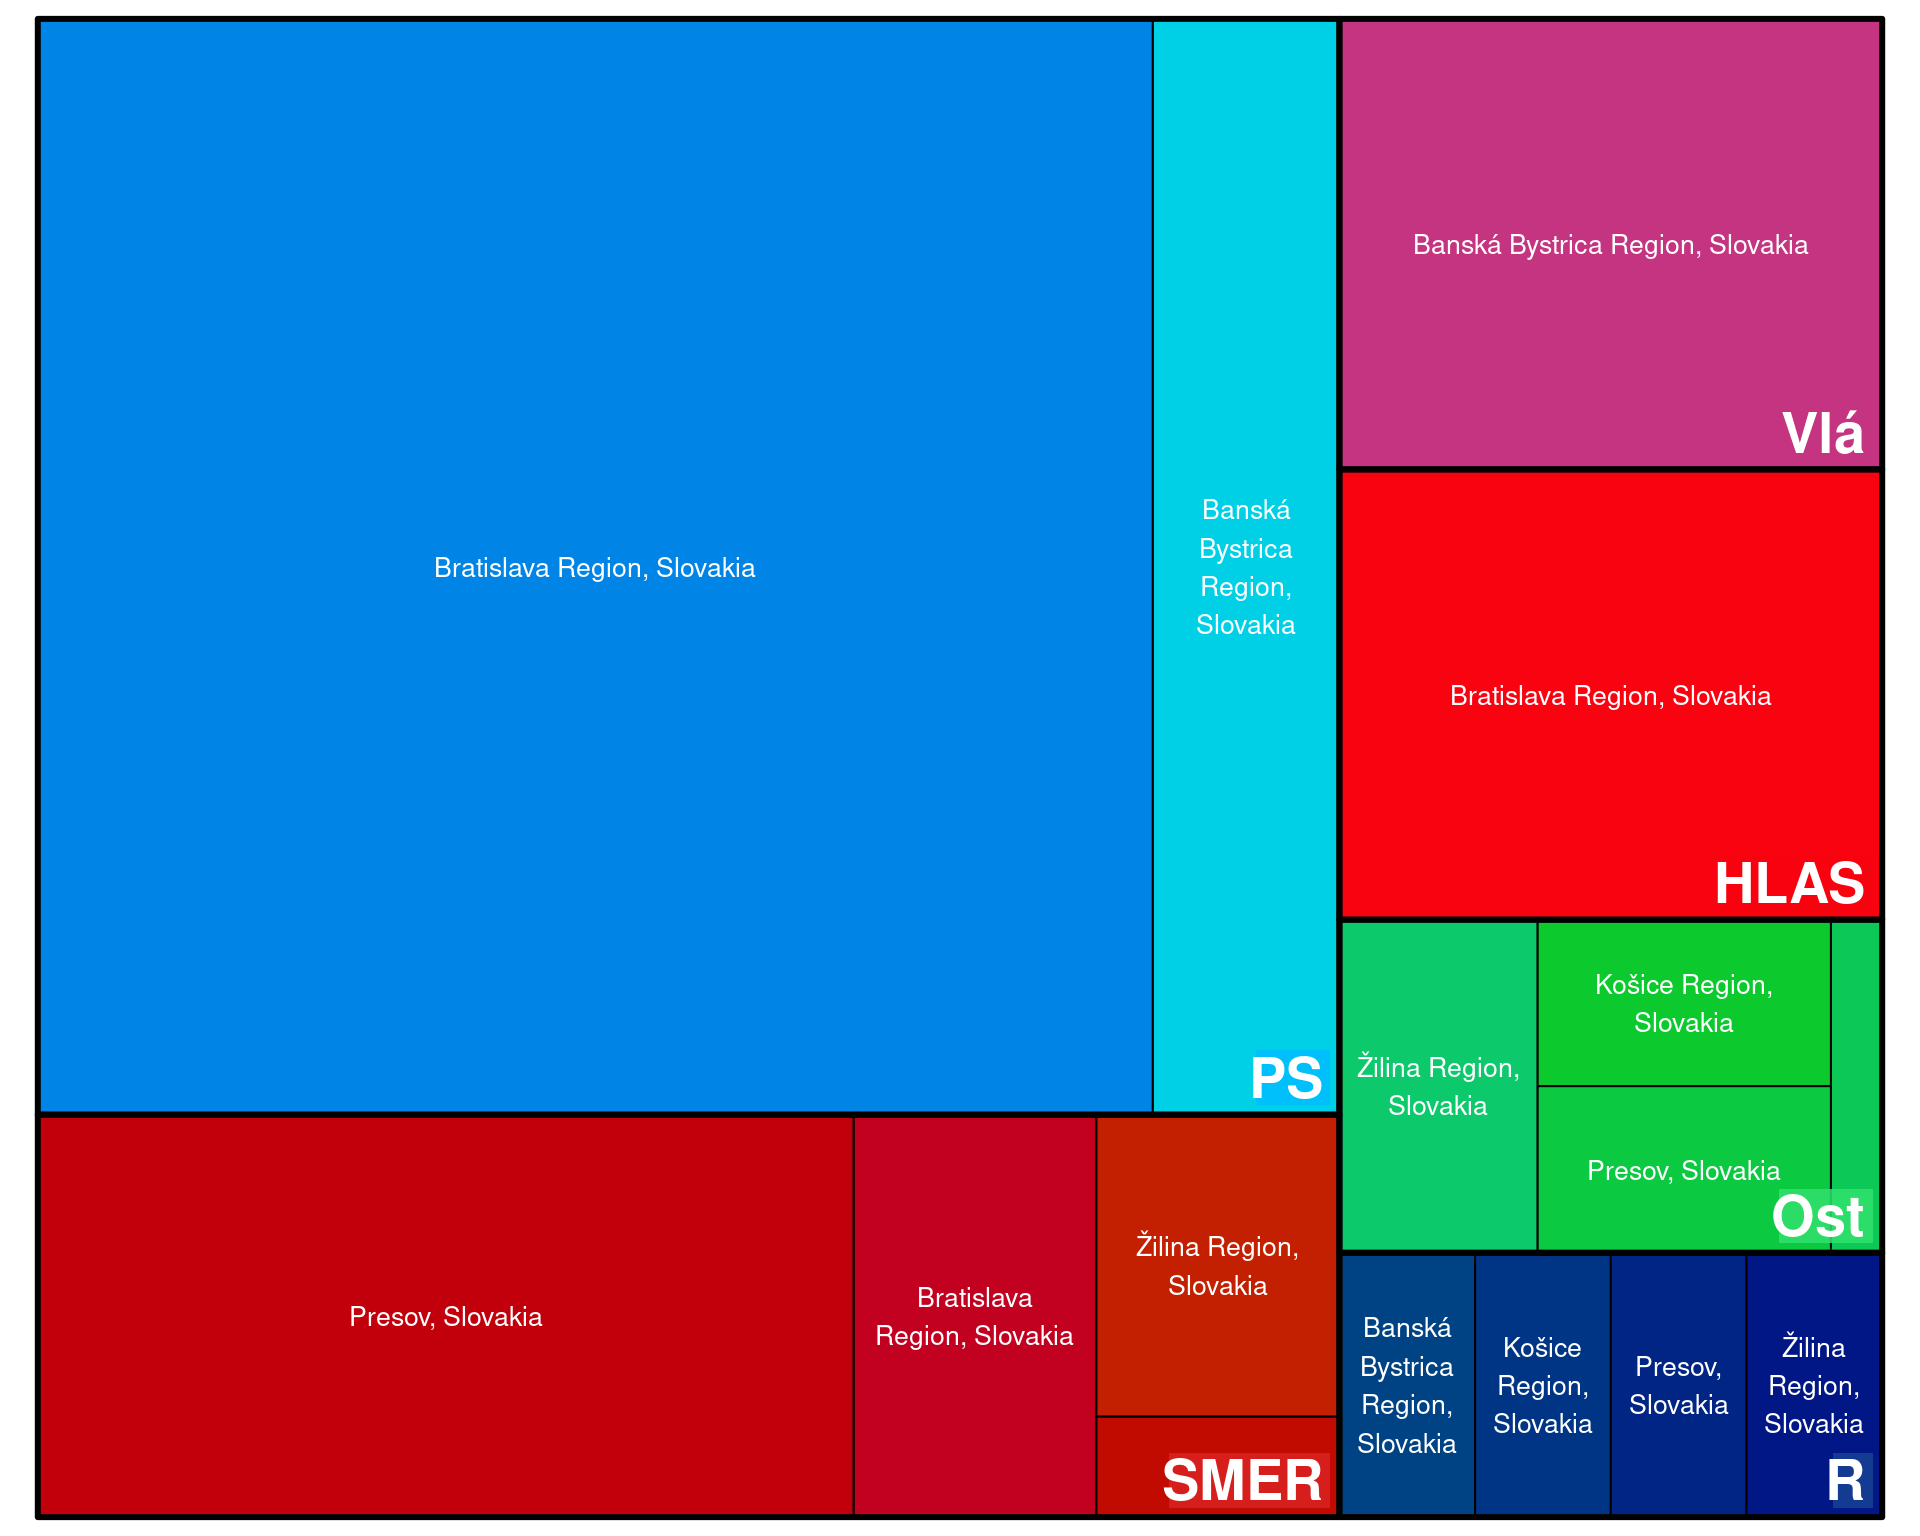 Bratislava Region, Slovakia
Banská
Bystrica
Region,
Slovakia
PS
Presov, Slovakia
Bratislava
Region, Slovakia
Žilina Region,
Slovakia
SMER
Banská Bystrica Region, Slovakia
Vlá
Bratislava Region, Slovakia
HLAS
Žilina Region,
Slovakia
Košice Region,
Slovakia
Presov, Slovakia
Ost
Banská
Bystrica
Region,
Slovakia
Košice
Region,
Slovakia
Presov,
Slovakia
Žilina
Region,
Slovakia
R